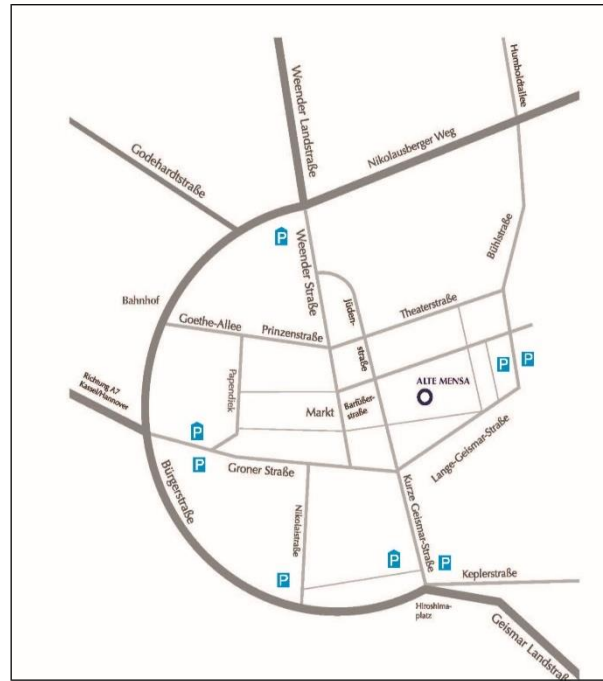 Humboldtallee
Weender Landstraße
Nikolausberger Weg
Godehardtstraße
P
Weender Straße
Bühlstraße
Bahnhof
Jüden-
straße
Theaterstraße
Goethe-Allee
Prinzenstraße
Richtung A7
Kassel/Hannover
Papendiek
P
P
ALTE MENSA
Markt
Barfüßer-
straße
P
P
Groner Straße
Lange-Geismar-Straße
Bürgerstraße
Nikolaistraße
Kurze Geismar-Straße
P
P
P
Keplerstraße
Hiroshima-
platz
Geismar Landstraße